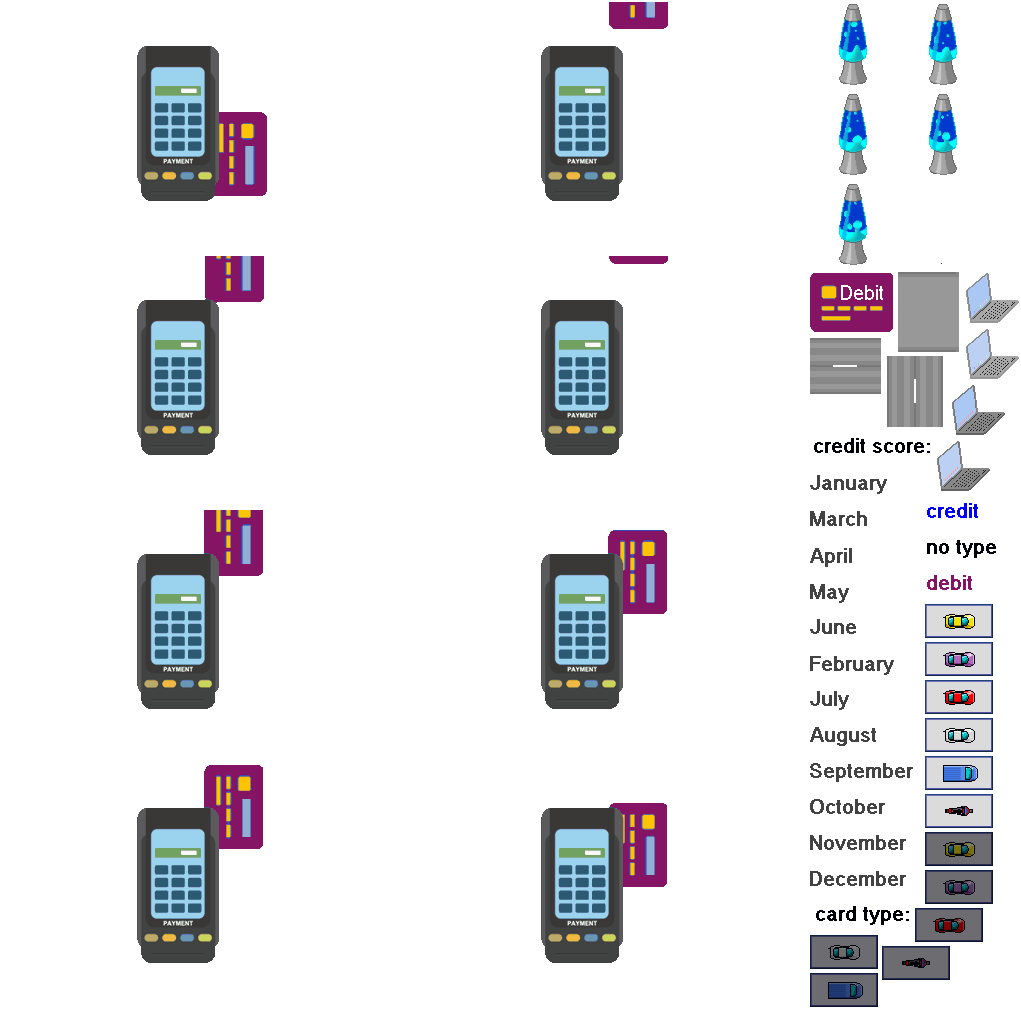 PAYMENT
PAYMENT
PAYMENT
PAYMENT
PAYMENT
PAYMENT
PAYMENT
PAYMENT
Debit
credit score:
January
March
April
May
June
February
July
August
September
October
November
December
credit
no type
debit
card type: